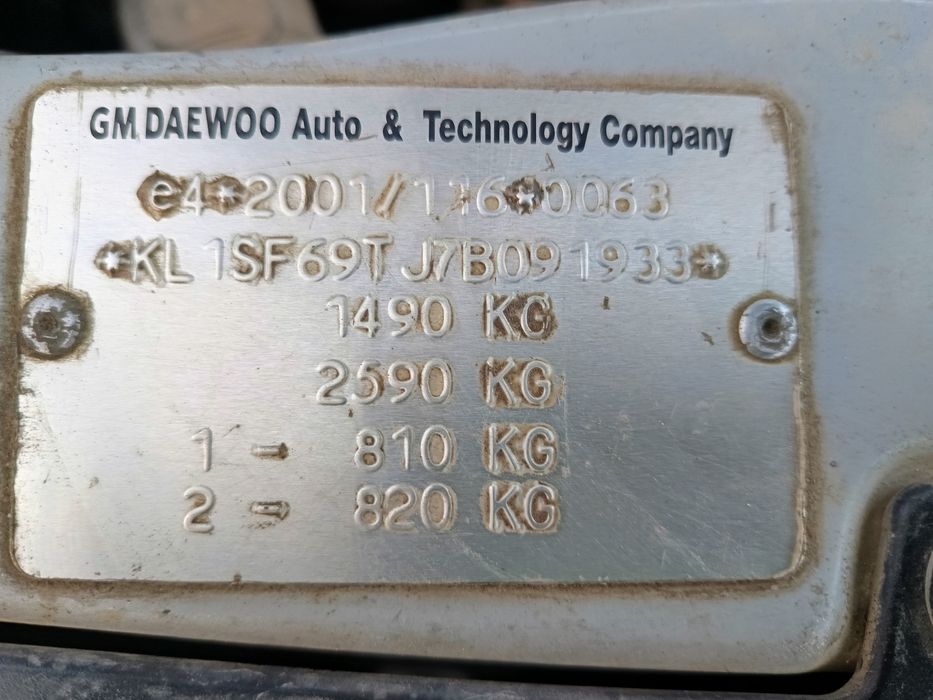 GM DAEWOO Auto & Technology Company
e4*2001/116*0063
*KL1SF69TJ7B091933*
1490 KG
2590 KG
1 - 810 KG
2 - 820 KG